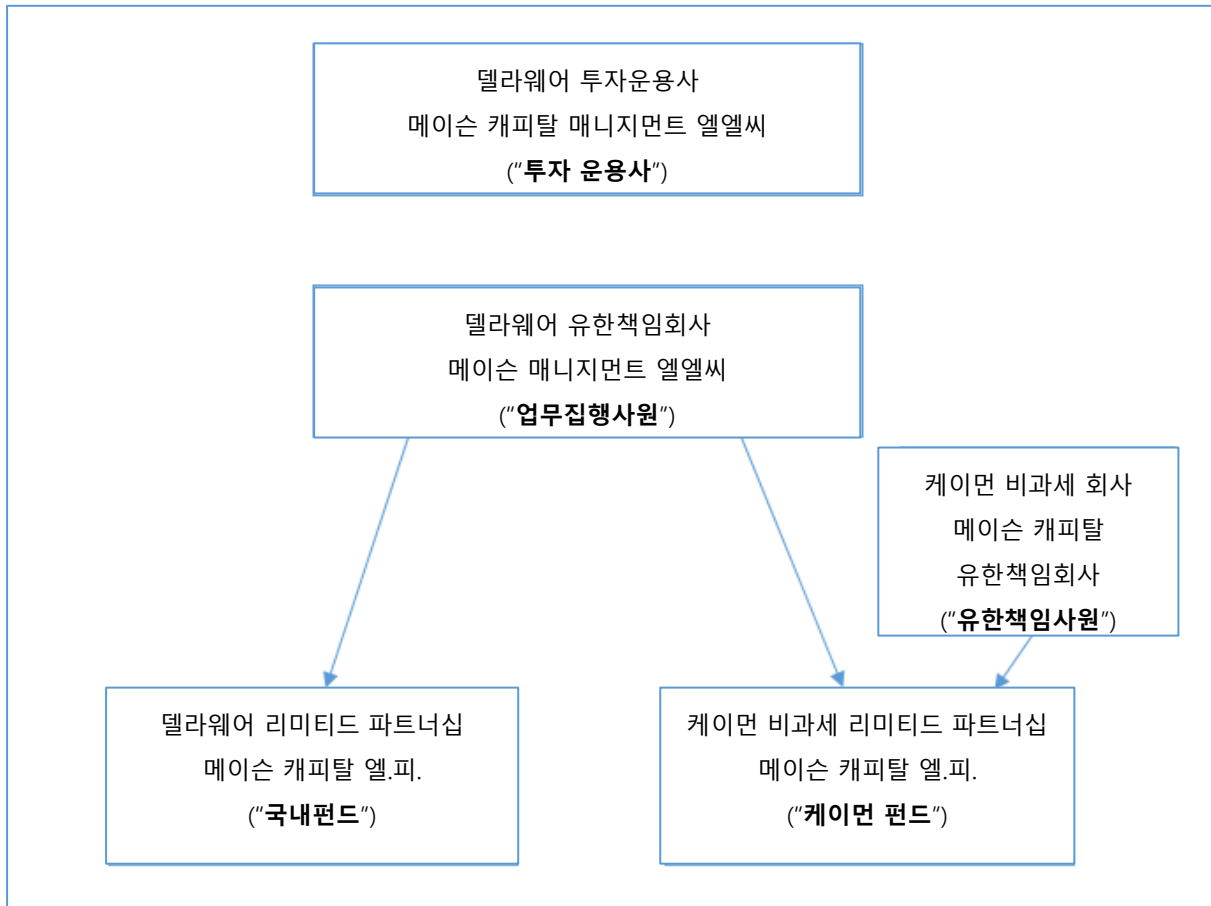 델라웨어 투자운용사
메이슨 캐피탈 매니지먼트 엘엘씨
("투자 운용사")
델라웨어 유한책임회사
메이슨 매니지먼트 엘엘씨
("업무집행사원")
케이먼 비과세 회사
메이슨 캐피탈
유한책임회사
("유한책임사원")
델라웨어 리미티드 파트너십
메이슨 캐피탈 엘.피.
("국내펀드")
케이먼 비과세 리미티드 파트너십
메이슨 캐피탈 엘.피.
("케이먼 펀드")